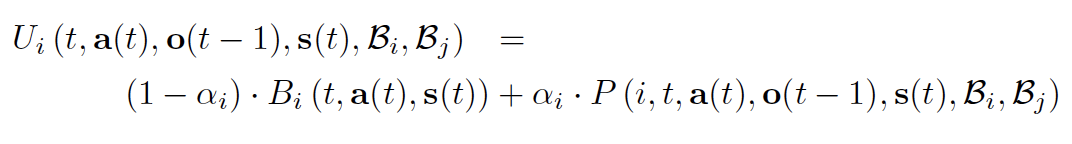 U_i (t, a(t), o(t − 1), s(t), ℬ_i, ℬ_j) =
(1 − α_i) · B_i (t, a(t), s(t)) + α_i · P (i, t, a(t), o(t − 1), s(t), ℬ_i, ℬ_j)